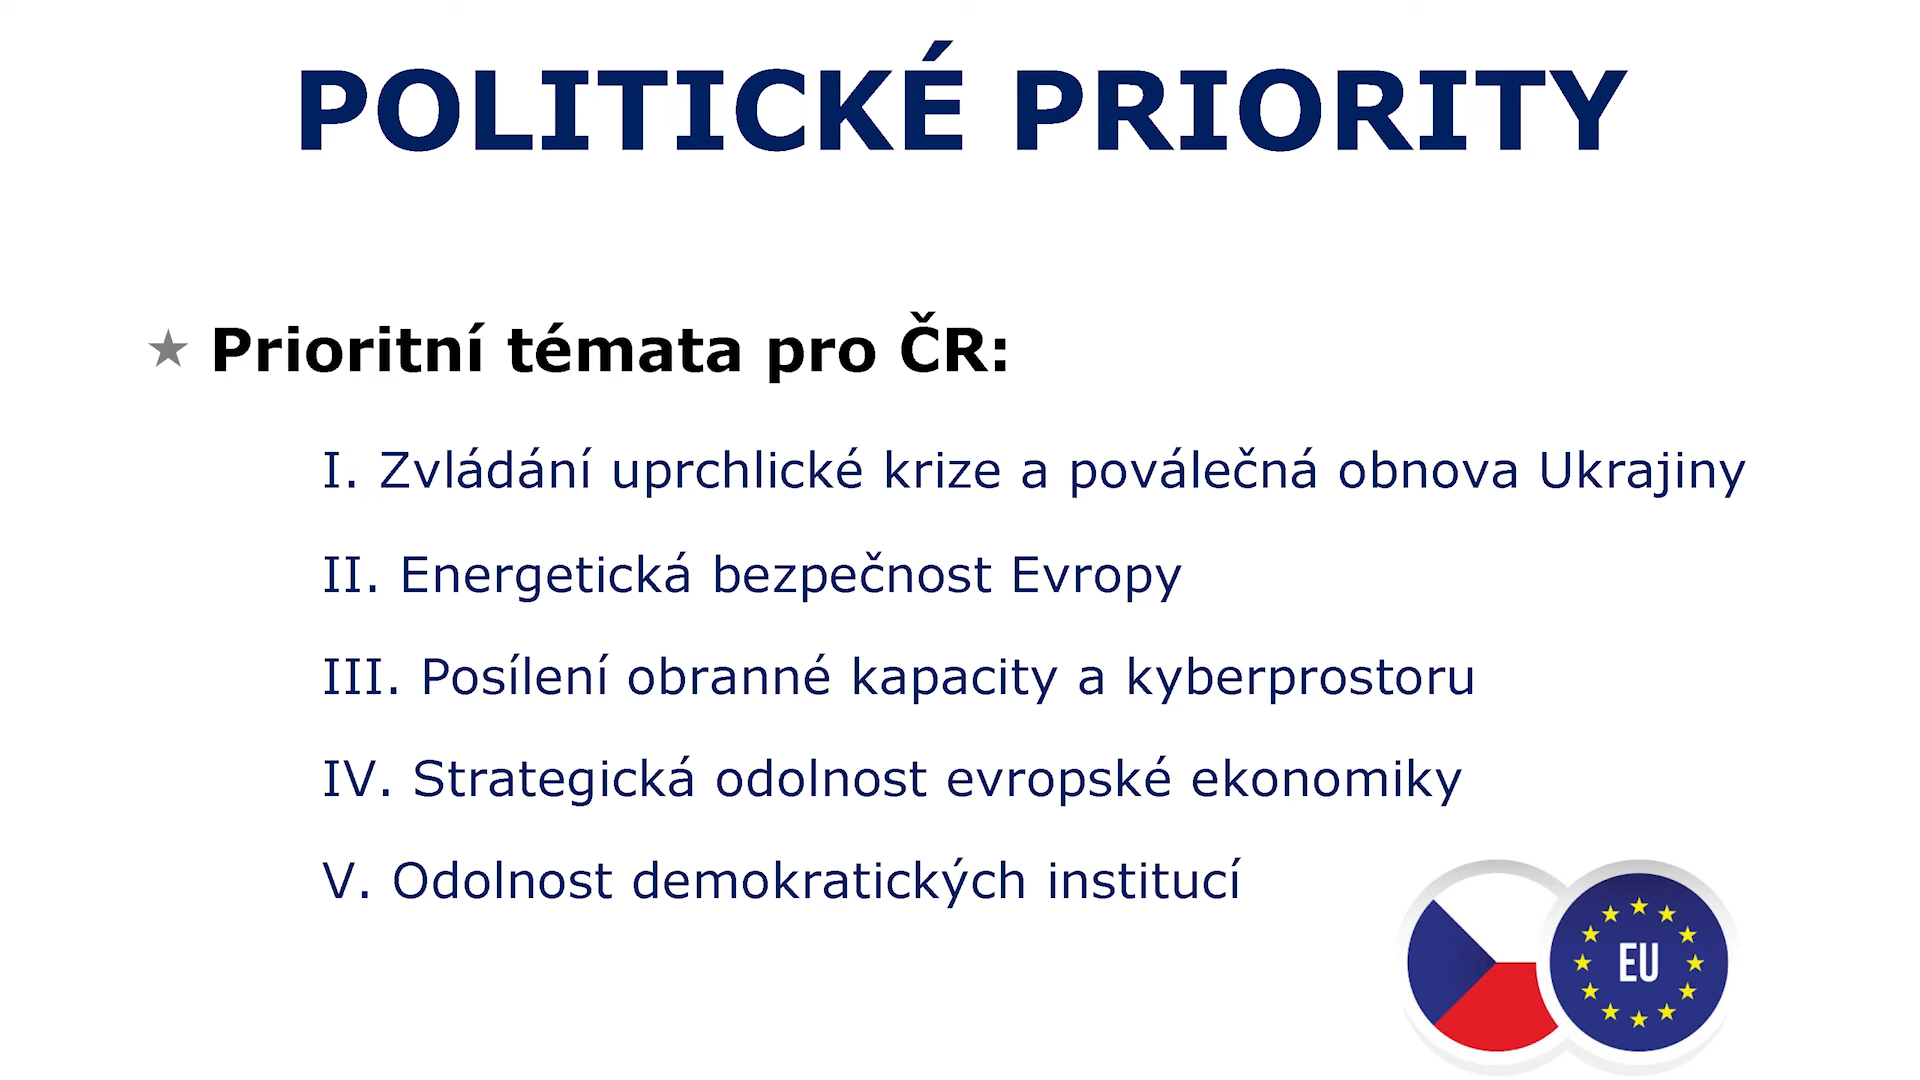 POLITICKÉ PRIORITY
★ Prioritní témata pro ČR:
I. Zvládání uprchlické krize a poválečná obnova Ukrajiny
II. Energetická bezpečnost Evropy
III. Posílení obranné kapacity a kyberprostoru
IV. Strategická odolnost evropské ekonomiky
V. Odolnost demokratických institucí
EU